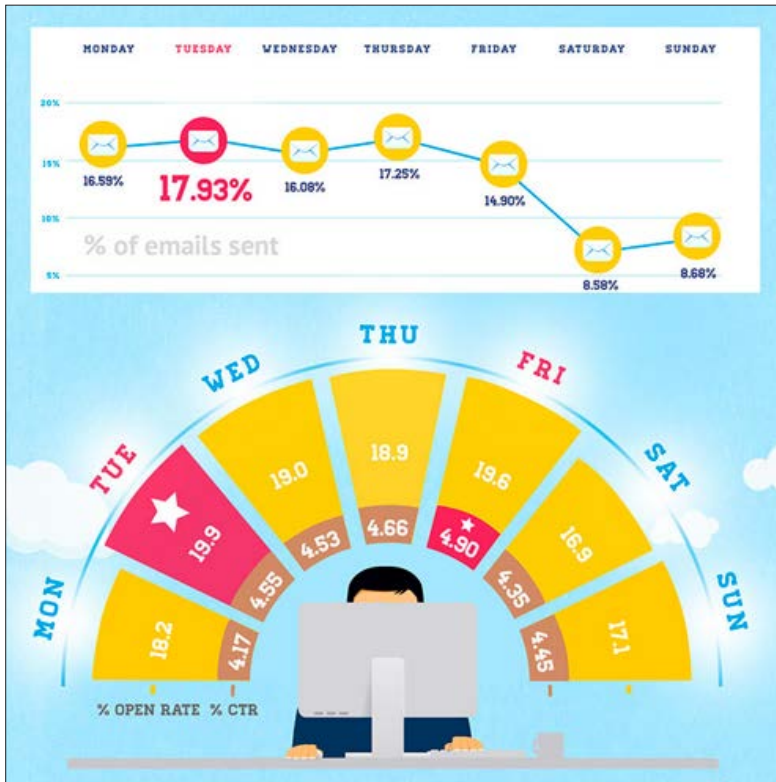 MONDAY TUESDAY WEDNESDAY THURSDAY FRIDAY SATURDAY SUNDAY
20%
15%
16.59% 17.93% 16.08% 17.25% 14.90%
10%
% of emails sent
5%
8.58% 8.68%
MON TUE WED THU FRI SAT SUN
18.2 19.9 19.0 18.9 19.6 16.9 17.1
4.17 4.55 4.53 4.66 4.90 4.35 4.45
% OPEN RATE % CTR